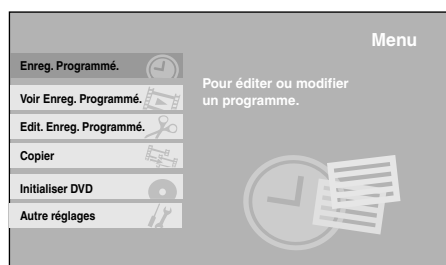 Menu
Enreg. Programmé.
Voir Enreg. Programmé.
Edit. Enreg. Programmé.
Copier
Initialiser DVD
Autre réglages
Pour éditer ou modifier
un programme.